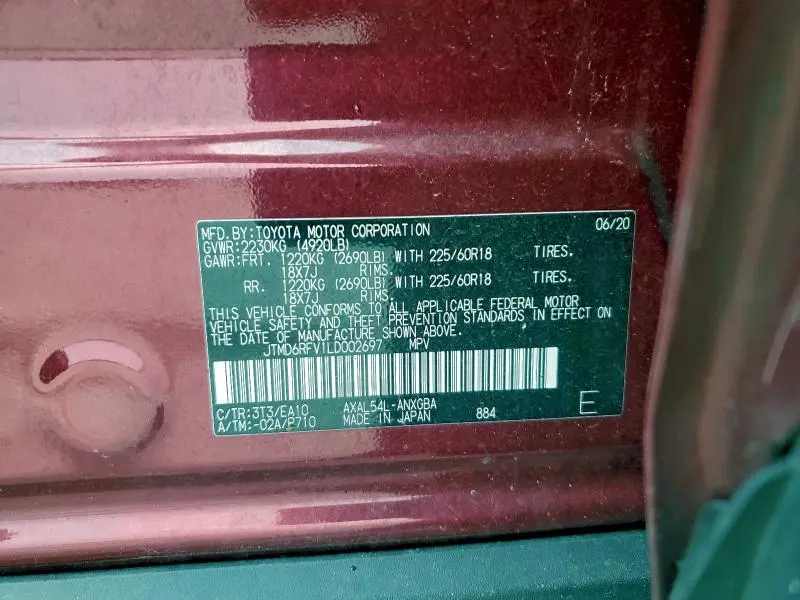 MFD.BY:TOYOTA MOTOR CORPORATION 06/20
GVWR:2230KG (4920LB)
GAWR:FRT. 1220KG (2690LB) WITH 225/60R18 TIRES.
18X7J RIMS.
RR. 1220KG (2690LB) WITH 225/60R18 TIRES.
18X7J RIMS.
THIS VEHICLE CONFORMS TO ALL APPLICABLE FEDERAL MOTOR
VEHICLE SAFETY AND THEFT PREVENTION STANDARDS IN EFFECT ON
THE DATE OF MANUFACTURE SHOWN ABOVE.
JTMD6RFV1LD002697 MPV
C/TR:3T3/EA10 AXAL54L-ANXGBA
A/TM:-02A/P710 MADE IN JAPAN 884 E